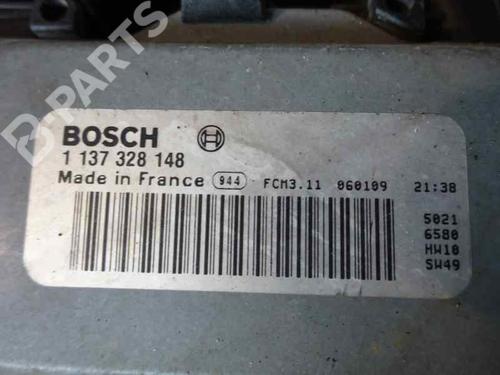 B-PARTS
BOSCH
1 137 328 148
Made in France 944 FCM3.11 060109 21:38
5021
6580
HW10
SW49